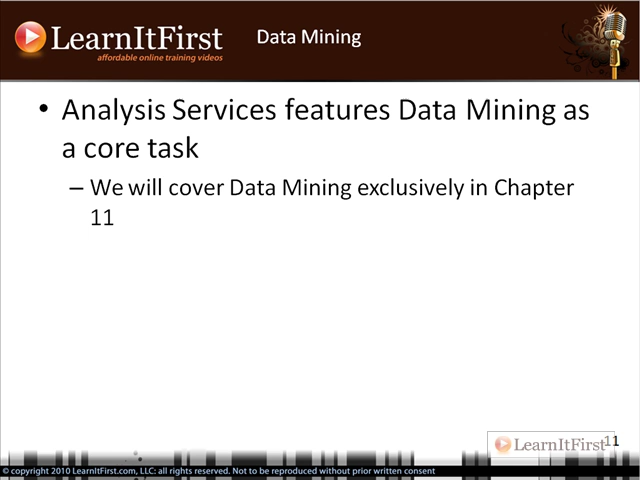 LearnItFirst
affordable online training videos
Data Mining
• Analysis Services features Data Mining as
a core task
– We will cover Data Mining exclusively in Chapter
11
LearnItFirst
11
© copyright 2010 LearnItFirst.com, LLC: all rights reserved. Not to be reproduced without prior written consent